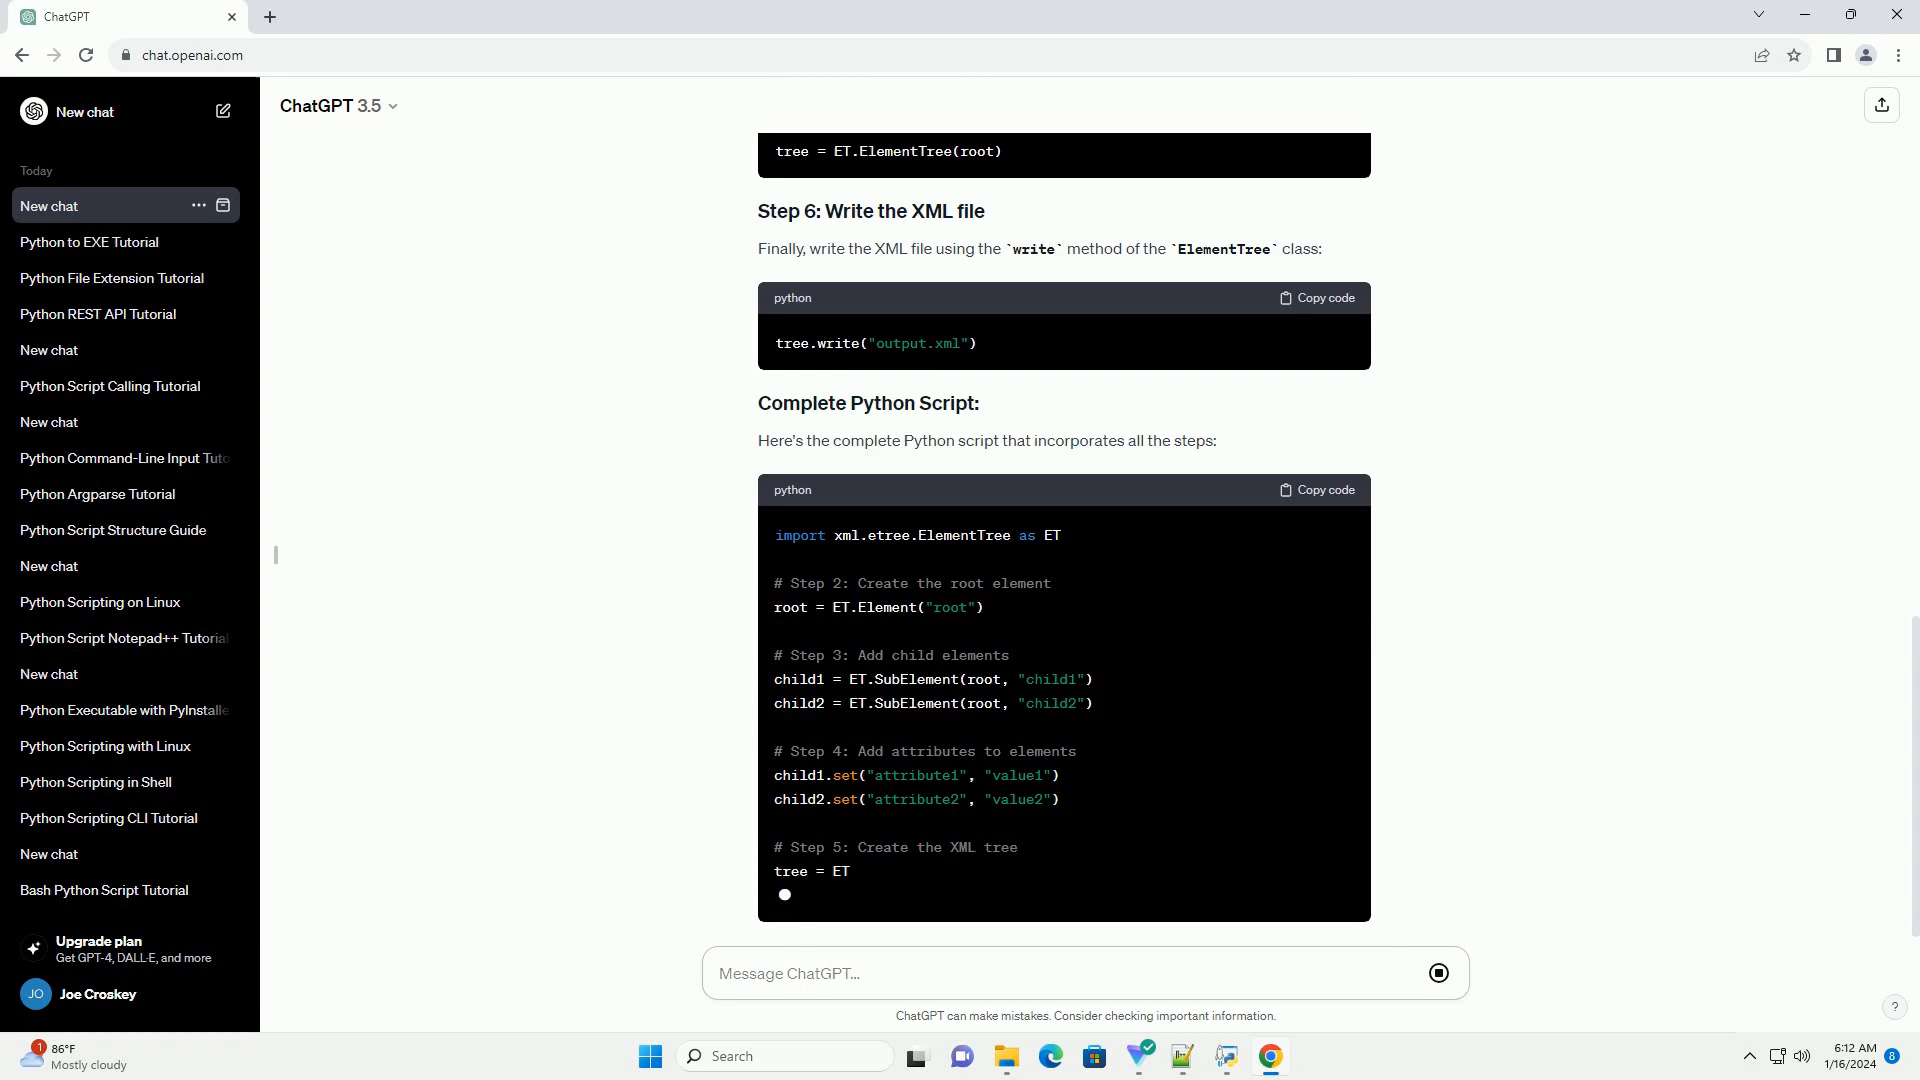 ChatGPT
chat.openai.com
New chat
Today
New chat
Python to EXE Tutorial
Python File Extension Tutorial
Python REST API Tutorial
New chat
Python Script Calling Tutorial
New chat
Python Command-Line Input Tuto
Python Argparse Tutorial
Python Script Structure Guide
New chat
Python Scripting on Linux
Python Script Notepad++ Tutorial
New chat
Python Executable with PyInstalle
Python Scripting with Linux
Python Scripting in Shell
Python Scripting CLI Tutorial
New chat
Bash Python Script Tutorial
Upgrade plan
Get GPT-4, DALL·E, and more
JO Joe Croskey
ChatGPT 3.5
tree = ET.ElementTree(root)
Step 6: Write the XML file
Finally, write the XML file using the `write` method of the `ElementTree` class:
python Copy code
tree.write("output.xml")
Complete Python Script:
Here's the complete Python script that incorporates all the steps:
python Copy code
import xml.etree.ElementTree as ET
# Step 2: Create the root element
root = ET.Element("root")
# Step 3: Add child elements
child1 = ET.SubElement(root, "child1")
child2 = ET.SubElement(root, "child2")
# Step 4: Add attributes to elements
child1.set("attribute1", "value1")
child2.set("attribute2", "value2")
# Step 5: Create the XML tree
tree = ET
Message ChatGPT...
ChatGPT can make mistakes. Consider checking important information.
?
1
86°F
Mostly cloudy
Search
6:12 AM
1/16/2024
8